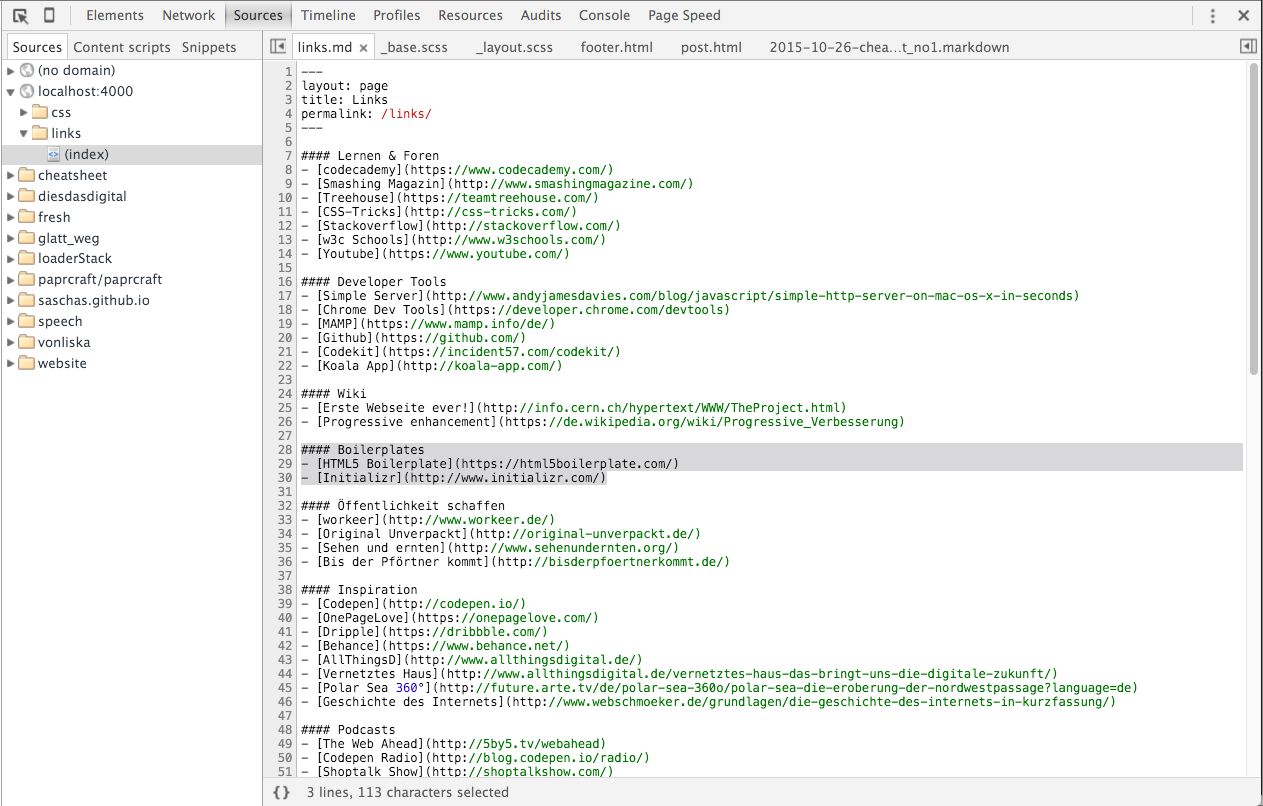 Elements Network Sources Timeline Profiles Resources Audits Console Page Speed
Sources Content scripts Snippets
links.md × _base.scss _layout.scss footer.html post.html 2015-10-26-chea...t_no1.markdown
(no domain)
localhost:4000
css
links
(index)
cheatsheet
diesdasdigital
fresh
glatt_weg
loaderStack
paprcraft/paprcraft
saschas.github.io
speech
vonliska
website
1 ---
2 layout: page
3 title: Links
4 permalink: /links/
5 ---
6
7 #### Lernen & Foren
8 - [codecademy](https://www.codecademy.com/)
9 - [Smashing Magazin](http://www.smashingmagazine.com/)
10 - [Treehouse](https://teamtreehouse.com/)
11 - [CSS-Tricks](http://css-tricks.com/)
12 - [Stackoverflow](http://stackoverflow.com/)
13 - [w3c Schools](http://www.w3schools.com/)
14 - [Youtube](https://www.youtube.com/)
15
16 #### Developer Tools
17 - [Simple Server](http://www.andyjamesdavies.com/blog/javascript/simple-http-server-on-mac-os-x-in-seconds)
18 - [Chrome Dev Tools](https://developer.chrome.com/devtools)
19 - [MAMP](https://www.mamp.info/de/)
20 - [Github](https://github.com/)
21 - [Codekit](https://incident57.com/codekit/)
22 - [Koala App](http://koala-app.com/)
23
24 #### Wiki
25 - [Erste Webseite ever!](http://info.cern.ch/hypertext/WWW/TheProject.html)
26 - [Progressive enhancement](https://de.wikipedia.org/wiki/Progressive_Verbesserung)
27
28 #### Boilerplates
29 - [HTML5 Boilerplate](https://html5boilerplate.com/)
30 - [Initializr](http://www.initializr.com/)
31
32 #### Öffentlichkeit schaffen
33 - [workeer](http://www.workeer.de/)
34 - [Original Unverpackt](http://original-unverpackt.de/)
35 - [Sehen und ernten](http://www.sehenundernten.org/)
36 - [Bis der Pförtner kommt](http://bisderpfoertnerkommt.de/)
37
38 #### Inspiration
39 - [Codepen](http://codepen.io/)
40 - [OnePageLove](https://onepagelove.com/)
41 - [Dripple](https://dribbble.com/)
42 - [Behance](https://www.behance.net/)
43 - [AllThingsD](http://www.allthingsdigital.de/)
44 - [Vernetztes Haus](http://www.allthingsdigital.de/vernetztes-haus-das-bringt-uns-die-digitale-zukunft/)
45 - [Polar Sea 360°](http://future.arte.tv/de/polar-sea-360o/polar-sea-die-eroberung-der-nordwestpassage?language=de)
46 - [Geschichte des Internets](http://www.webschmoeker.de/grundlagen/die-geschichte-des-internets-in-kurzfassung/)
47
48 #### Podcasts
49 - [The Web Ahead](http://5by5.tv/webahead)
50 - [Codepen Radio](http://blog.codepen.io/radio/)
51 - [Shoptalk Show](http://shoptalkshow.com/)
{} 3 lines, 113 characters selected